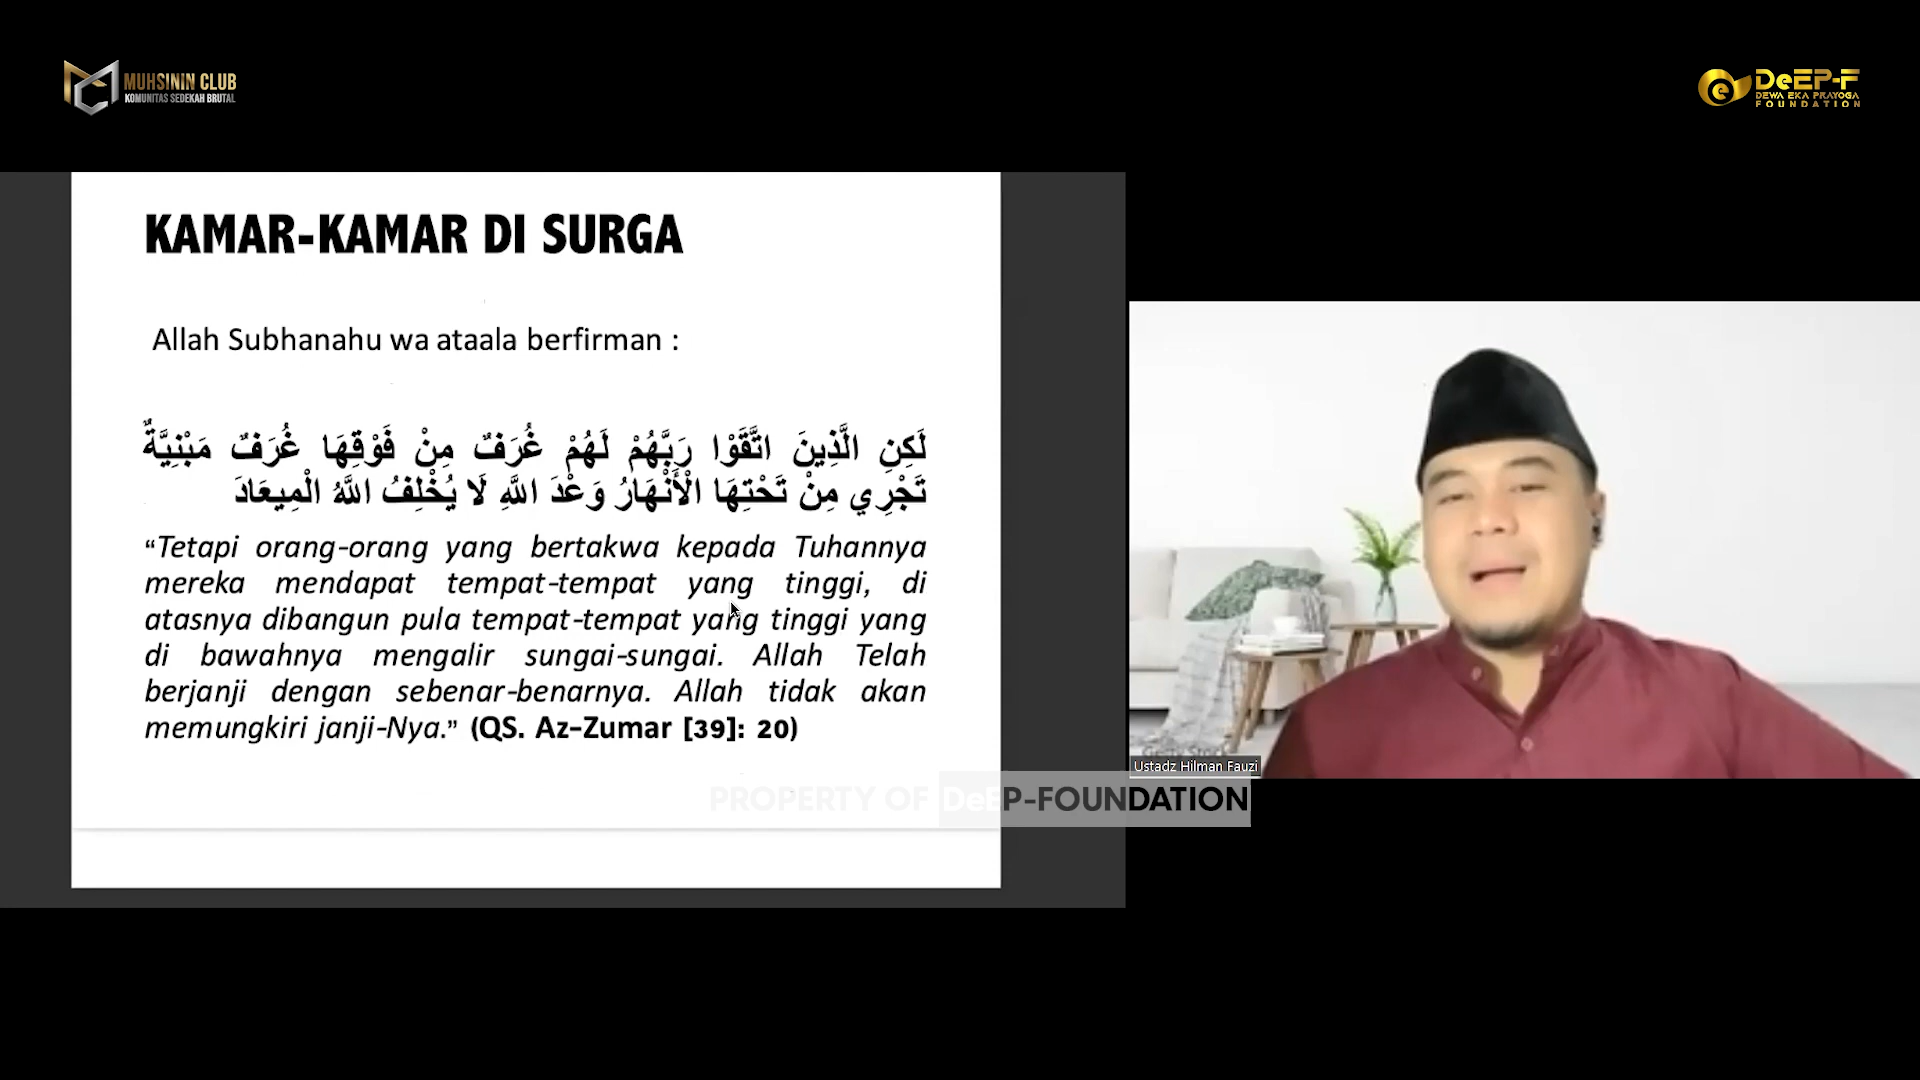 MUHSININ CLUB
KOMUNITAS SEDEKAH BRUTAL
DeEP-F
DEWA EKA PRAYOGA
FOUNDATION
KAMAR-KAMAR DI SURGA
Allah Subhanahu wa ataala berfirman :
لَكِنِ الَّذِينَ اتَّقَوْا رَبَّهُمْ لَهُمْ غُرَفٌ مِنْ فَوْقِهَا غُرَفٌ مَبْنِيَّةٌ
تَجْرِي مِنْ تَحْتِهَا الْأَنْهَارُ وَعْدَ اللَّهِ لَا يُخْلِفُ اللَّهُ الْمِيعَادَ
“Tetapi orang-orang yang bertakwa kepada Tuhannya
mereka mendapat tempat-tempat yang tinggi, di
atasnya dibangun pula tempat-tempat yang tinggi yang
di bawahnya mengalir sungai-sungai. Allah Telah
berjanji dengan sebenar-benarnya. Allah tidak akan
memungkiri janji-Nya.” (QS. Az-Zumar [39]: 20)
Ustadz Hilman Fauzi
PROPERTY OF DeEP-FOUNDATION